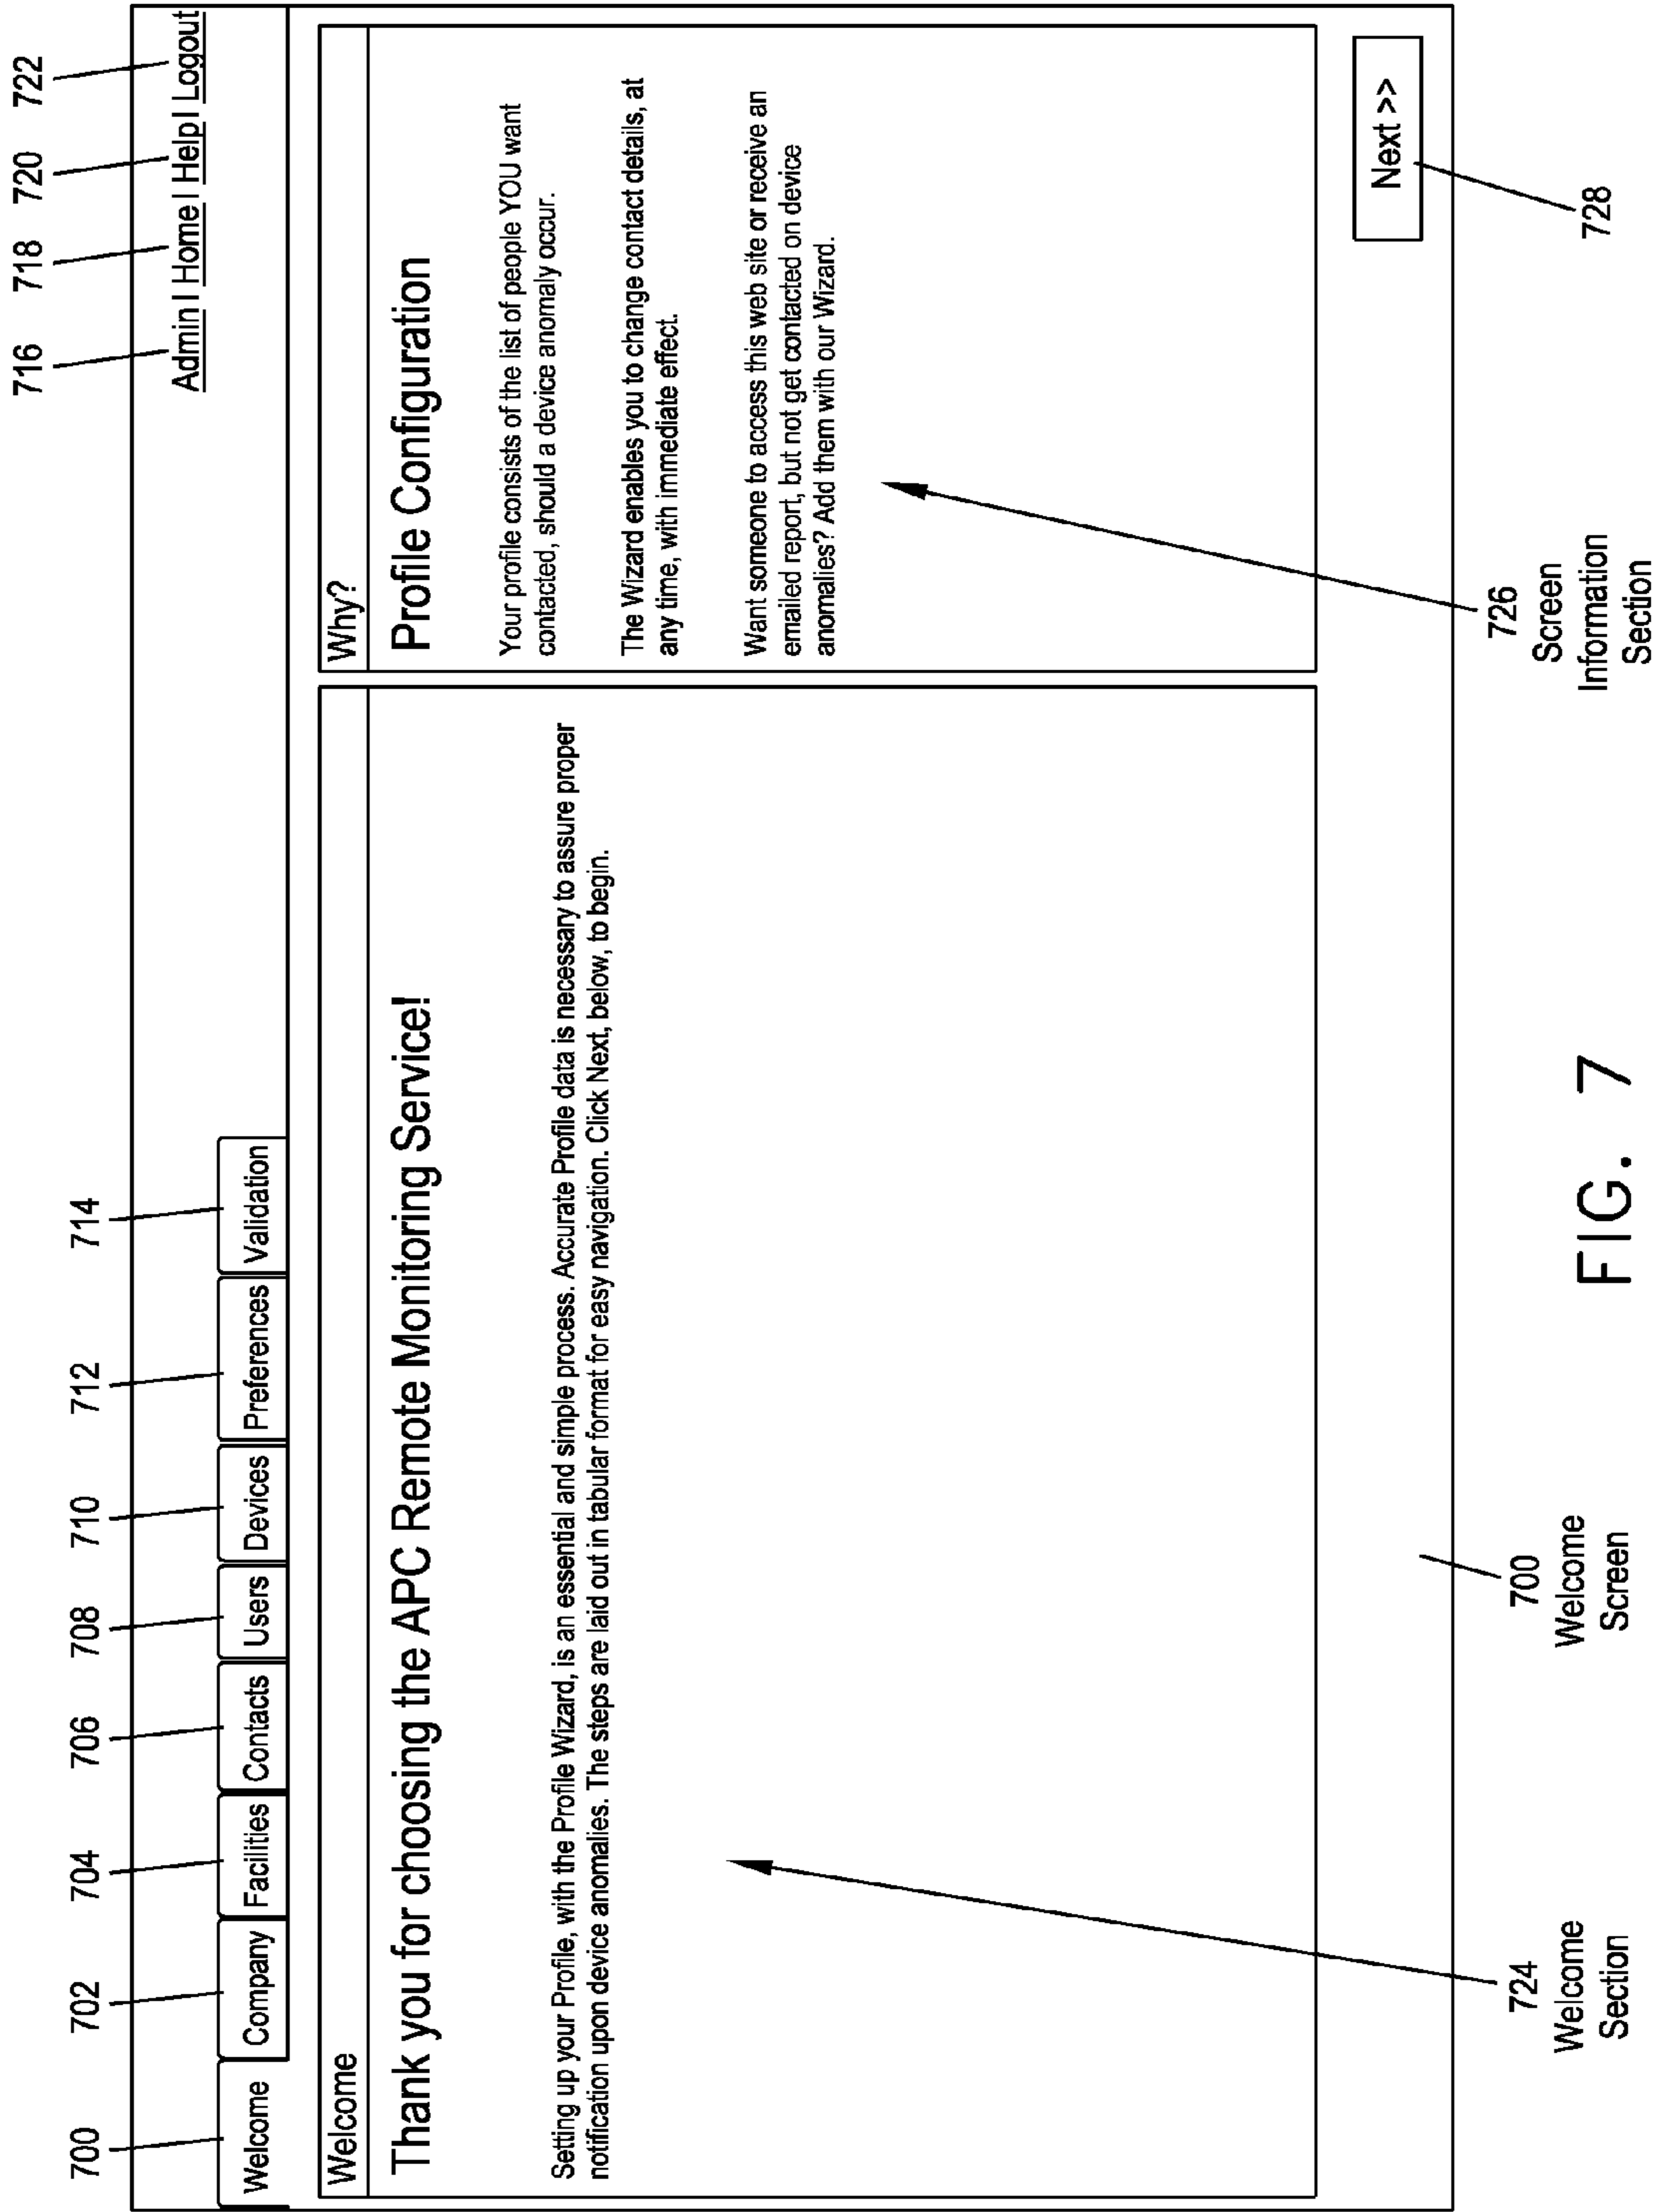 700 702 704 706 708 710 712 714 716 718 720 722
Welcome Company Facilities Contacts Users Devices Preferences Validation
Admin | Home | Help | Logout
Welcome
Thank you for choosing the APC Remote Monitoring Service!
Setting up your Profile, with the Profile Wizard, is an essential and simple process. Accurate Profile data is necessary to assure proper
notification upon device anomalies. The steps are laid out in tabular format for easy navigation. Click Next, below, to begin.
Why?
Profile Configuration
Your profile consists of the list of people YOU want
contacted, should a device anomaly occur.
The Wizard enables you to change contact details, at
any time, with immediate effect.
Want someone to access this web site or receive an
emailed report, but not get contacted on device
anomalies? Add them with our Wizard.
Next >>
724
Welcome
Section
700
Welcome
Screen
726
Screen
Information
Section
728
FIG. 7